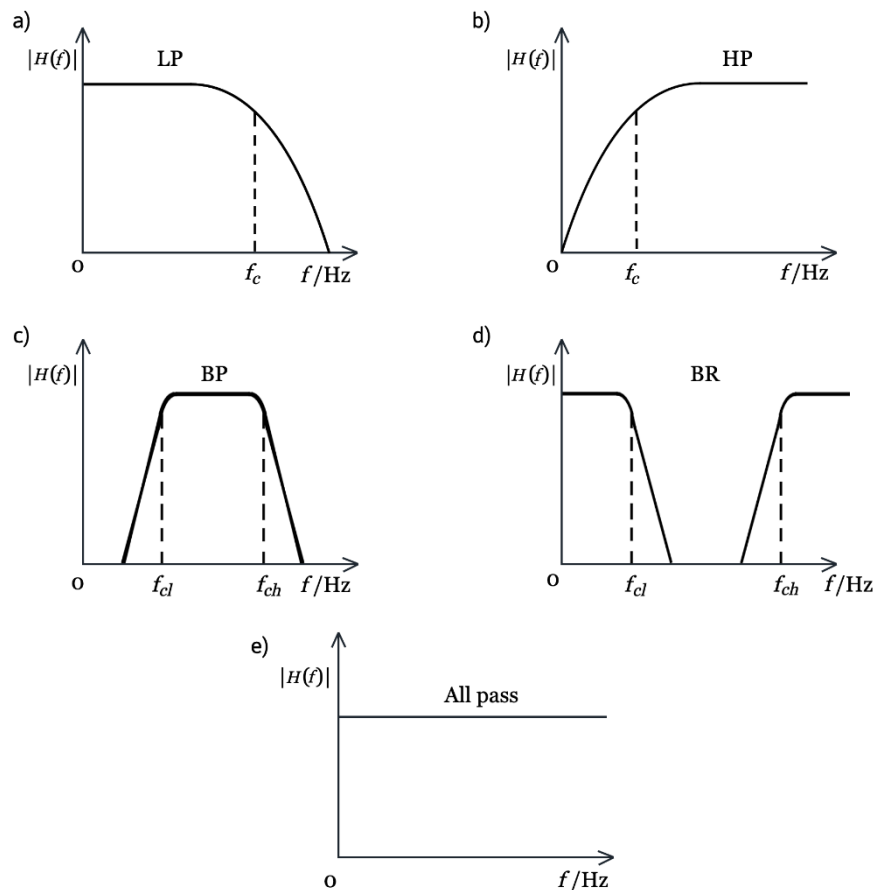 a)
|H(f)|
LP
o
f_c
f/Hz
b)
|H(f)|
HP
o
f_c
f/Hz
c)
|H(f)|
BP
o
f_cl
f_ch
f/Hz
d)
|H(f)|
BR
o
f_cl
f_ch
f/Hz
e)
|H(f)|
All pass
o
f/Hz